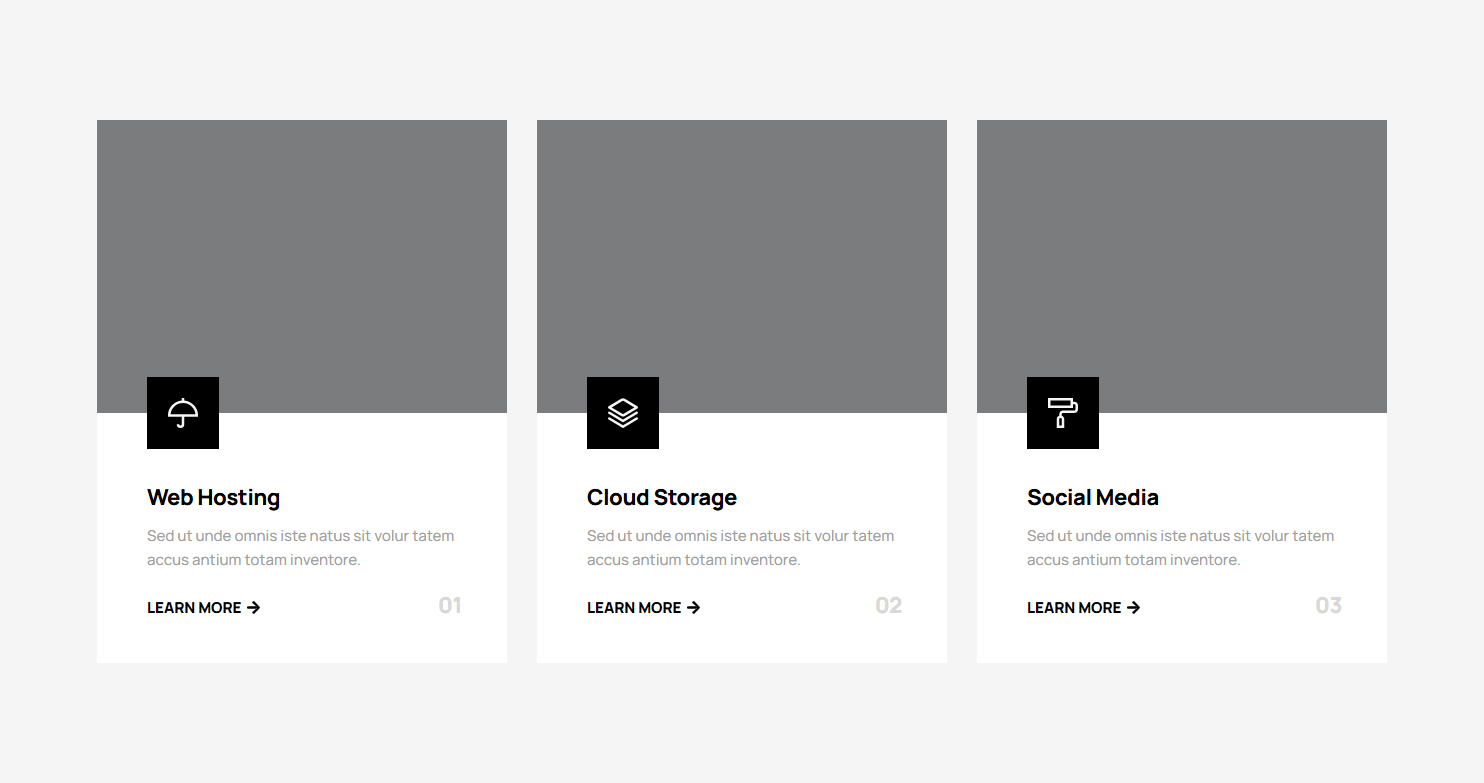 Web Hosting
Sed ut unde omnis iste natus sit volur tatem
accus antium totam inventore.
LEARN MORE
01
Cloud Storage
Sed ut unde omnis iste natus sit volur tatem
accus antium totam inventore.
LEARN MORE
02
Social Media
Sed ut unde omnis iste natus sit volur tatem
accus antium totam inventore.
LEARN MORE
03